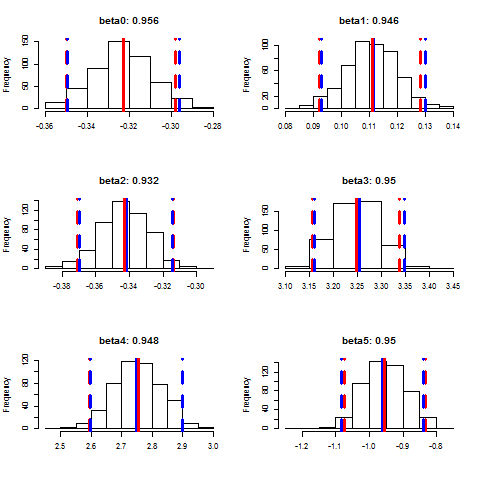 beta0: 0.956
Frequency
0 50 100 150
-0.36 -0.34 -0.32 -0.30 -0.28
beta1: 0.946
Frequency
0 20 60 100
0.08 0.09 0.10 0.11 0.12 0.13 0.14
beta2: 0.932
Frequency
0 40 80 120
-0.38 -0.36 -0.34 -0.32 -0.30
beta3: 0.95
Frequency
0 50 100 150
3.10 3.15 3.20 3.25 3.30 3.35 3.40 3.45
beta4: 0.948
Frequency
0 40 80 120
2.5 2.6 2.7 2.8 2.9 3.0
beta5: 0.95
Frequency
0 40 80 120
-1.2 -1.1 -1.0 -0.9 -0.8